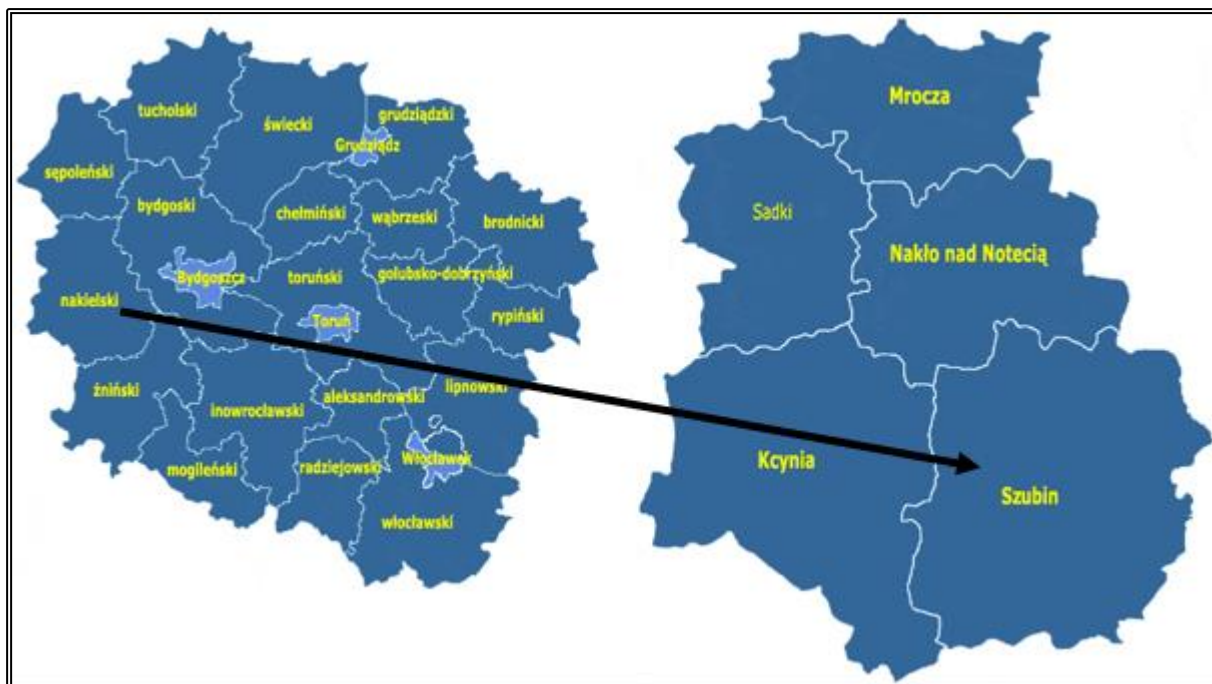 tucholski
świecki
grudziądzki
Grudziądz
sępoleński
bydgoski
chełmiński
wąbrzeski
brodnicki
Bydgoszcz
toruński
golubsko-dobrzyński
nakielski
Toruń
rypiński
żniński
inowrocławski
aleksandrowski
lipnowski
mogileński
radziejowski
Włocławek
włocławski
Mrocza
Sadki
Nakło nad Notecią
Kcynia
Szubin